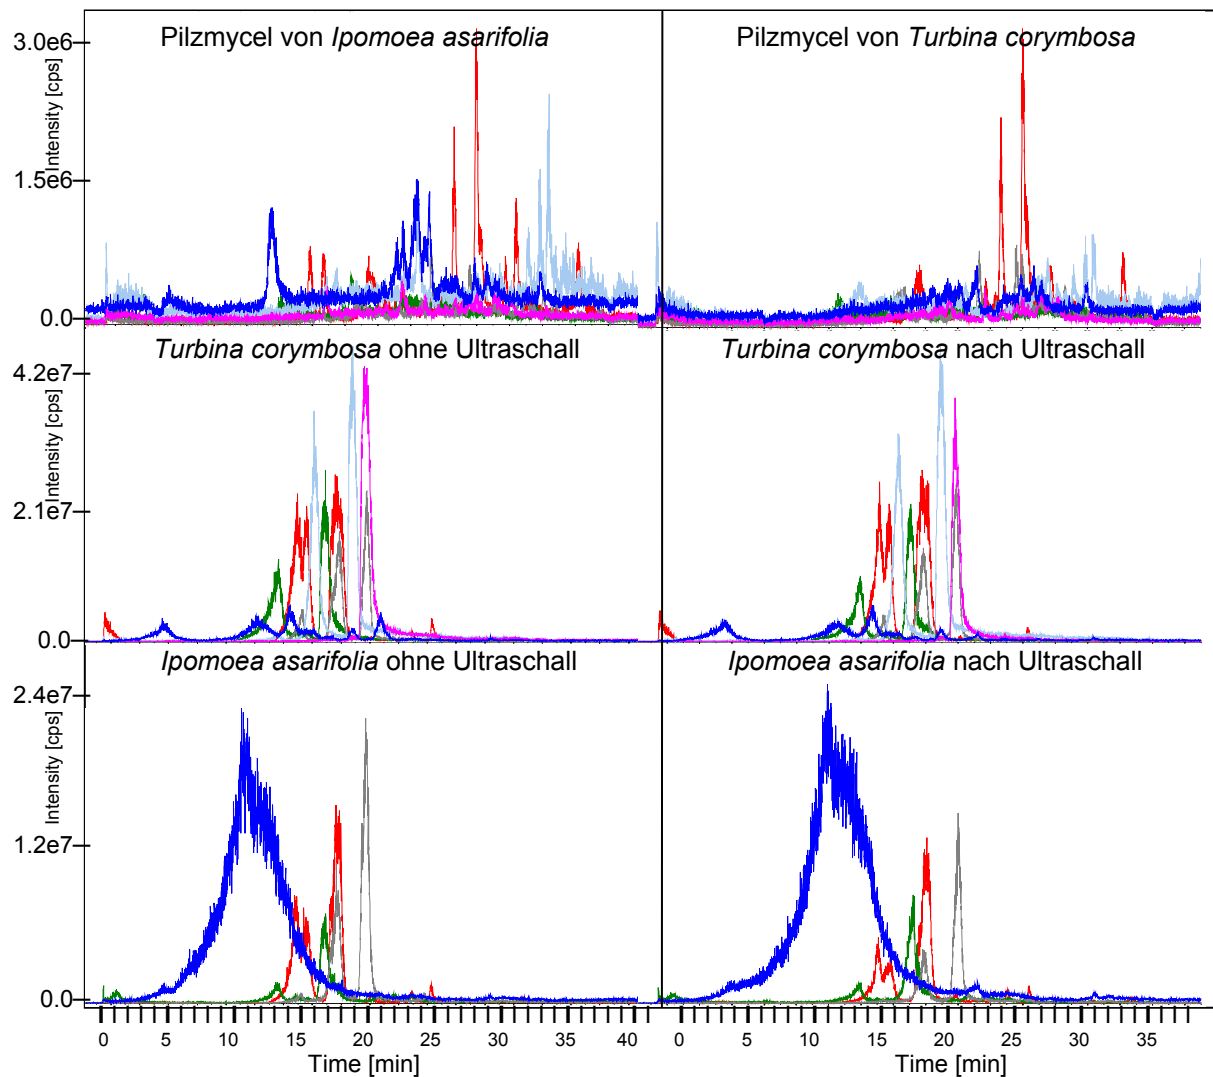 Pilzmycel von Ipomoea asarifolia
Pilzmycel von Turbina corymbosa
3.0e6
1.5e6
0.0
Intensity [cps]
Turbina corymbosa ohne Ultraschall
Turbina corymbosa nach Ultraschall
4.2e7
2.1e7
0.0
Intensity [cps]
Ipomoea asarifolia ohne Ultraschall
Ipomoea asarifolia nach Ultraschall
2.4e7
1.2e7
0.0
Intensity [cps]
0 5 10 15 20 25 30 35 40
0 5 10 15 20 25 30 35
Time [min]
Time [min]